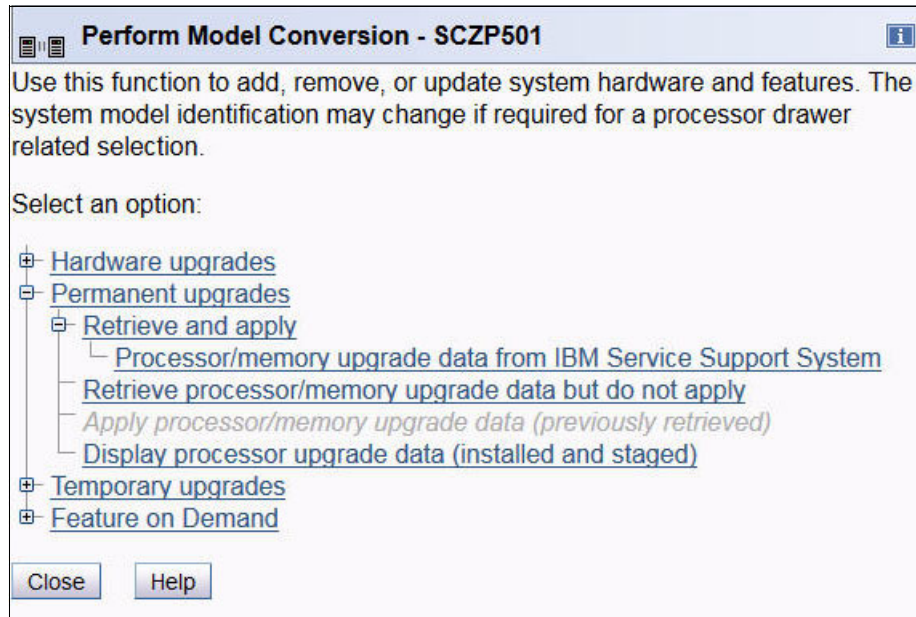 Perform Model Conversion - SCZP501
i
Use this function to add, remove, or update system hardware and features. The
system model identification may change if required for a processor drawer
related selection.
Select an option:
Hardware upgrades
Permanent upgrades
Retrieve and apply
Processor/memory upgrade data from IBM Service Support System
Retrieve processor/memory upgrade data but do not apply
Apply processor/memory upgrade data (previously retrieved)
Display processor upgrade data (installed and staged)
Temporary upgrades
Feature on Demand
Close Help